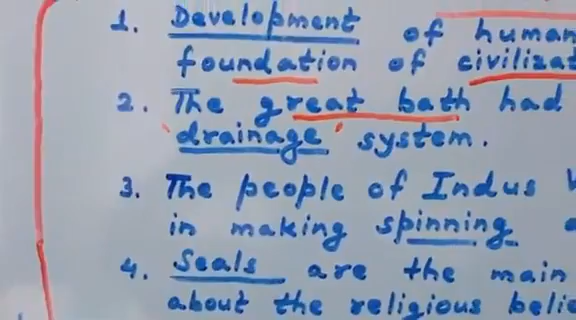 1. Development of human
foundation of civilizat
2. The great bath had
'drainage' system.
3. The people of Indus V
in making spinning
4. Seals are the main
about the religious belie